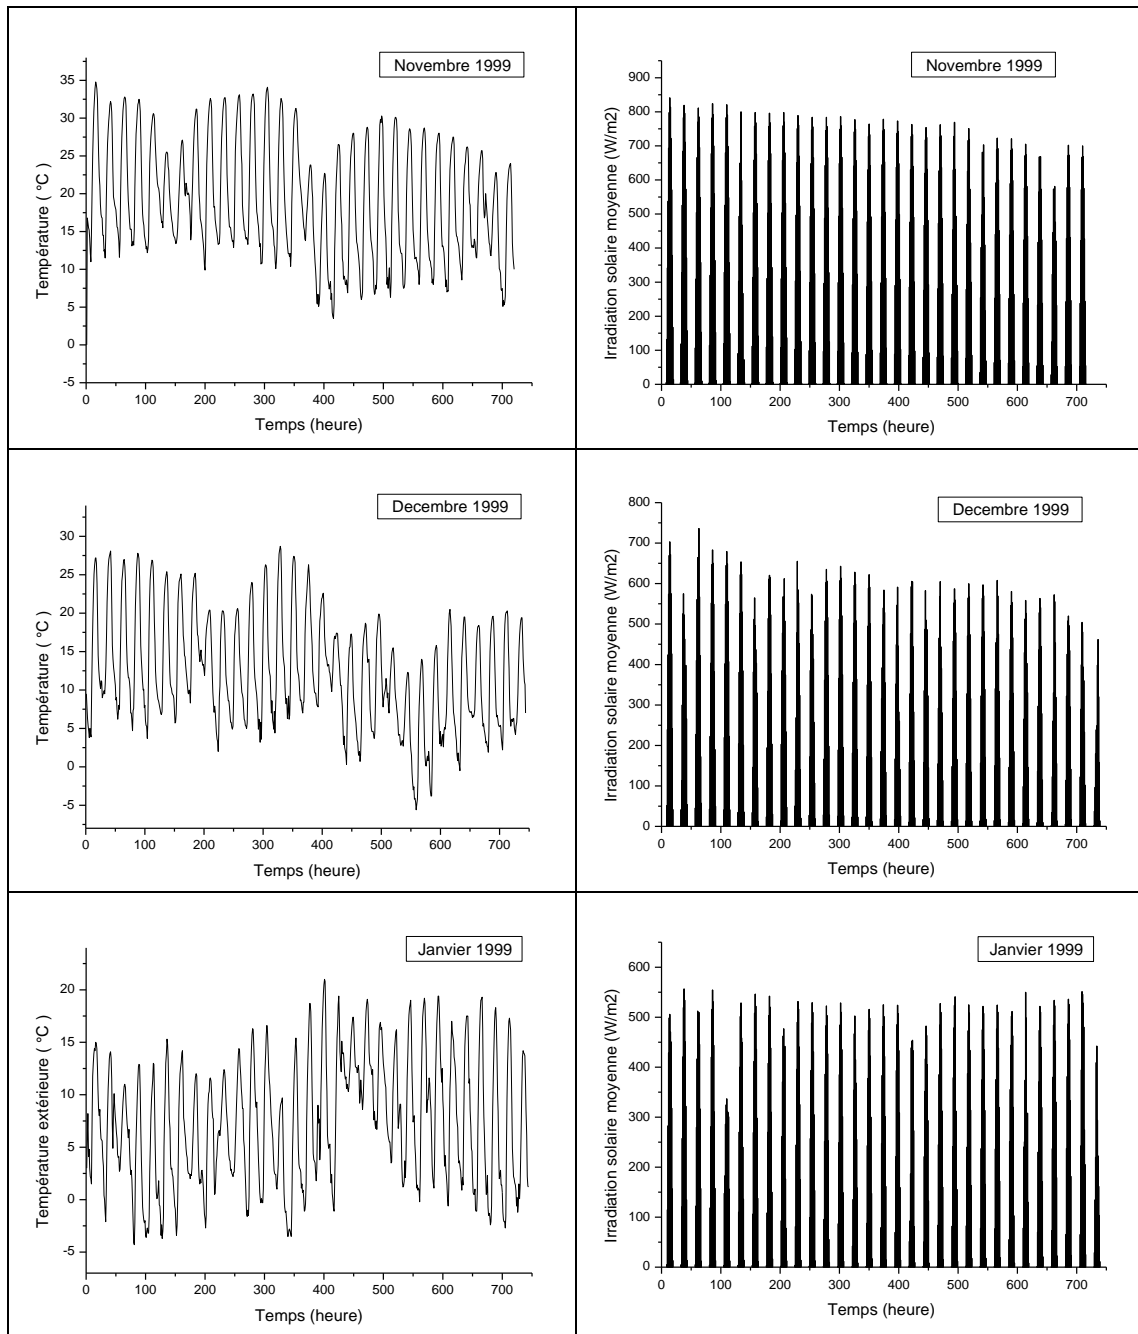 Novembre 1999
Température ( °C )
35
30
25
20
15
10
5
0
-5
0 100 200 300 400 500 600 700
Temps (heure)
Novembre 1999
Irradiation solaire moyenne (W/m2)
900
800
700
600
500
400
300
200
100
0
0 100 200 300 400 500 600 700
Temps (heure)
Decembre 1999
Température ( °C )
30
25
20
15
10
5
0
-5
0 100 200 300 400 500 600 700
Temps (heure)
Decembre 1999
Irradiation solaire moyenne (W/m2)
800
700
600
500
400
300
200
100
0
0 100 200 300 400 500 600 700
Temps (heure)
Janvier 1999
Température extérieure ( °C )
20
15
10
5
0
-5
0 100 200 300 400 500 600 700
Temps (heure)
Janvier 1999
Irradiation solaire moyenne (W/m2)
600
500
400
300
200
100
0
0 100 200 300 400 500 600 700
Temps (heure)